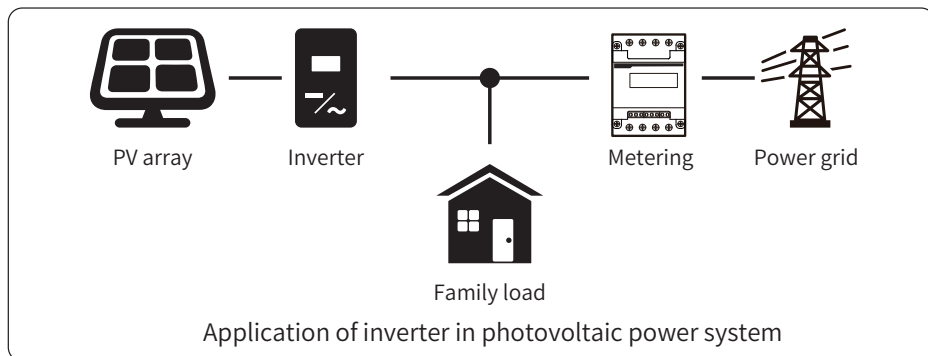 PV array
Inverter
Metering
Power grid
Family load
Application of inverter in photovoltaic power system